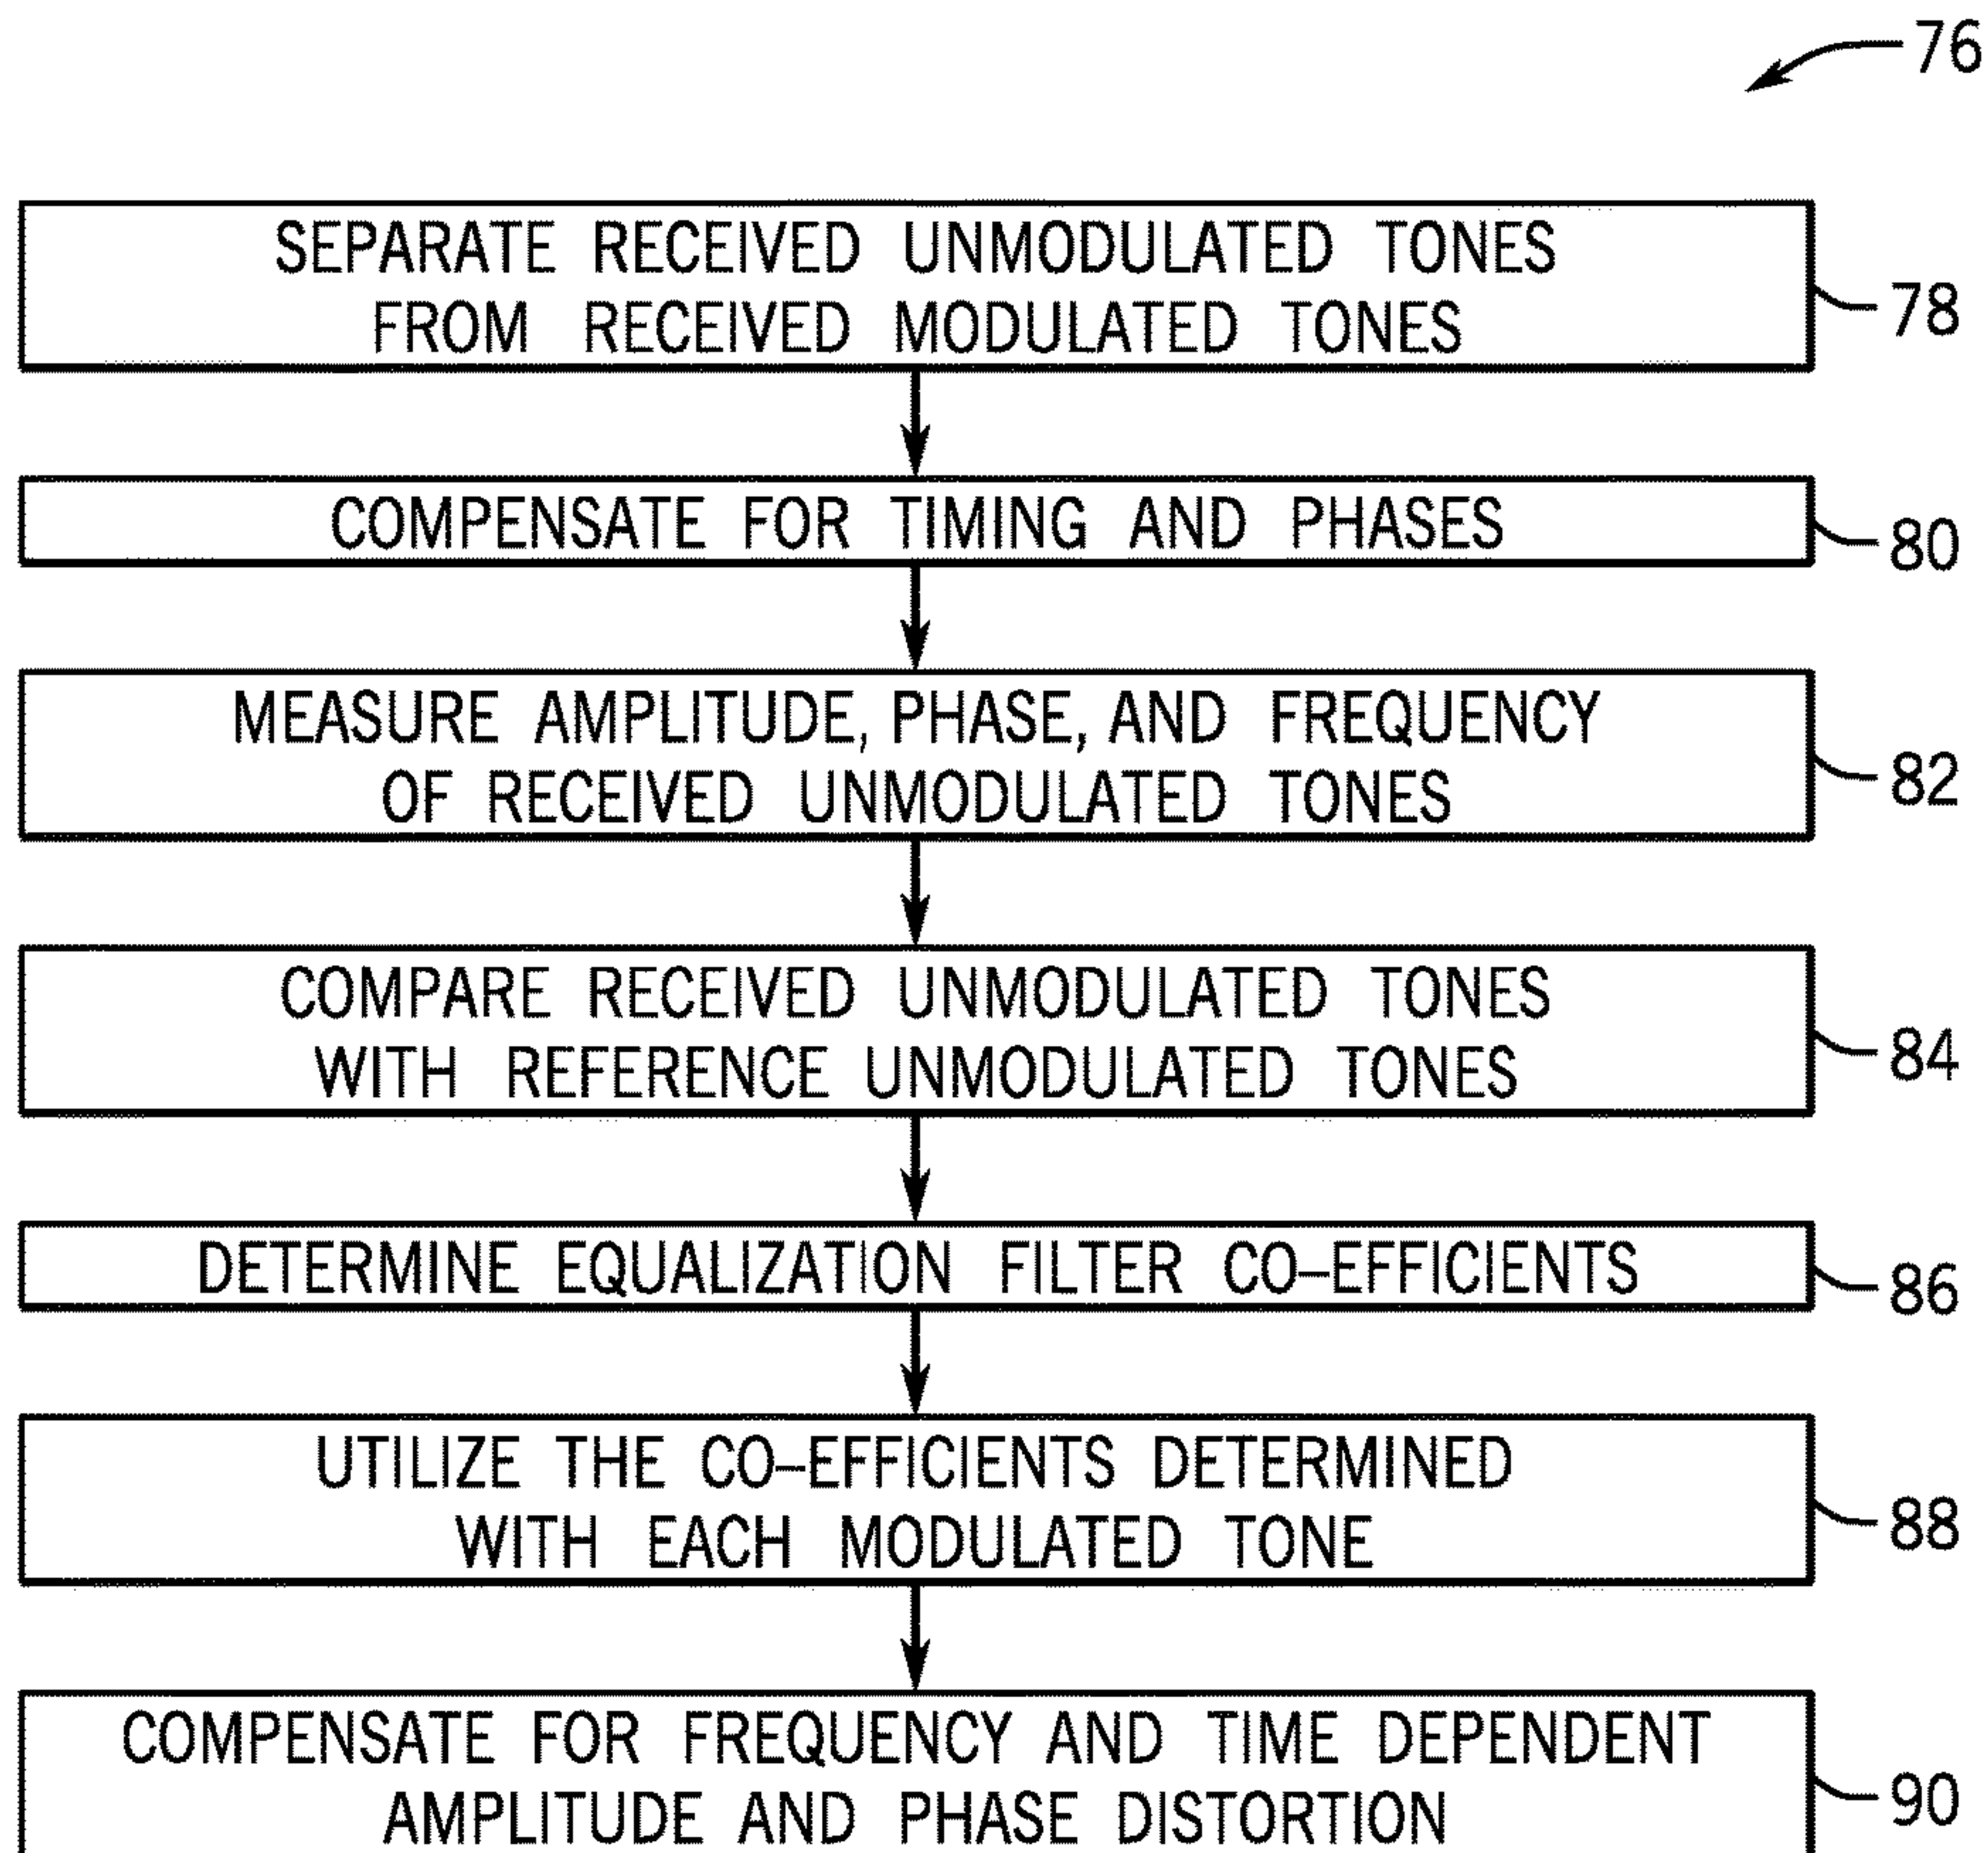 76
SEPARATE RECEIVED UNMODULATED TONES
FROM RECEIVED MODULATED TONES
78
COMPENSATE FOR TIMING AND PHASES
80
MEASURE AMPLITUDE, PHASE, AND FREQUENCY
OF RECEIVED UNMODULATED TONES
82
COMPARE RECEIVED UNMODULATED TONES
WITH REFERENCE UNMODULATED TONES
84
DETERMINE EQUALIZATION FILTER CO-EFFICIENTS
86
UTILIZE THE CO-EFFICIENTS DETERMINED
WITH EACH MODULATED TONE
88
COMPENSATE FOR FREQUENCY AND TIME DEPENDENT
AMPLITUDE AND PHASE DISTORTION
90